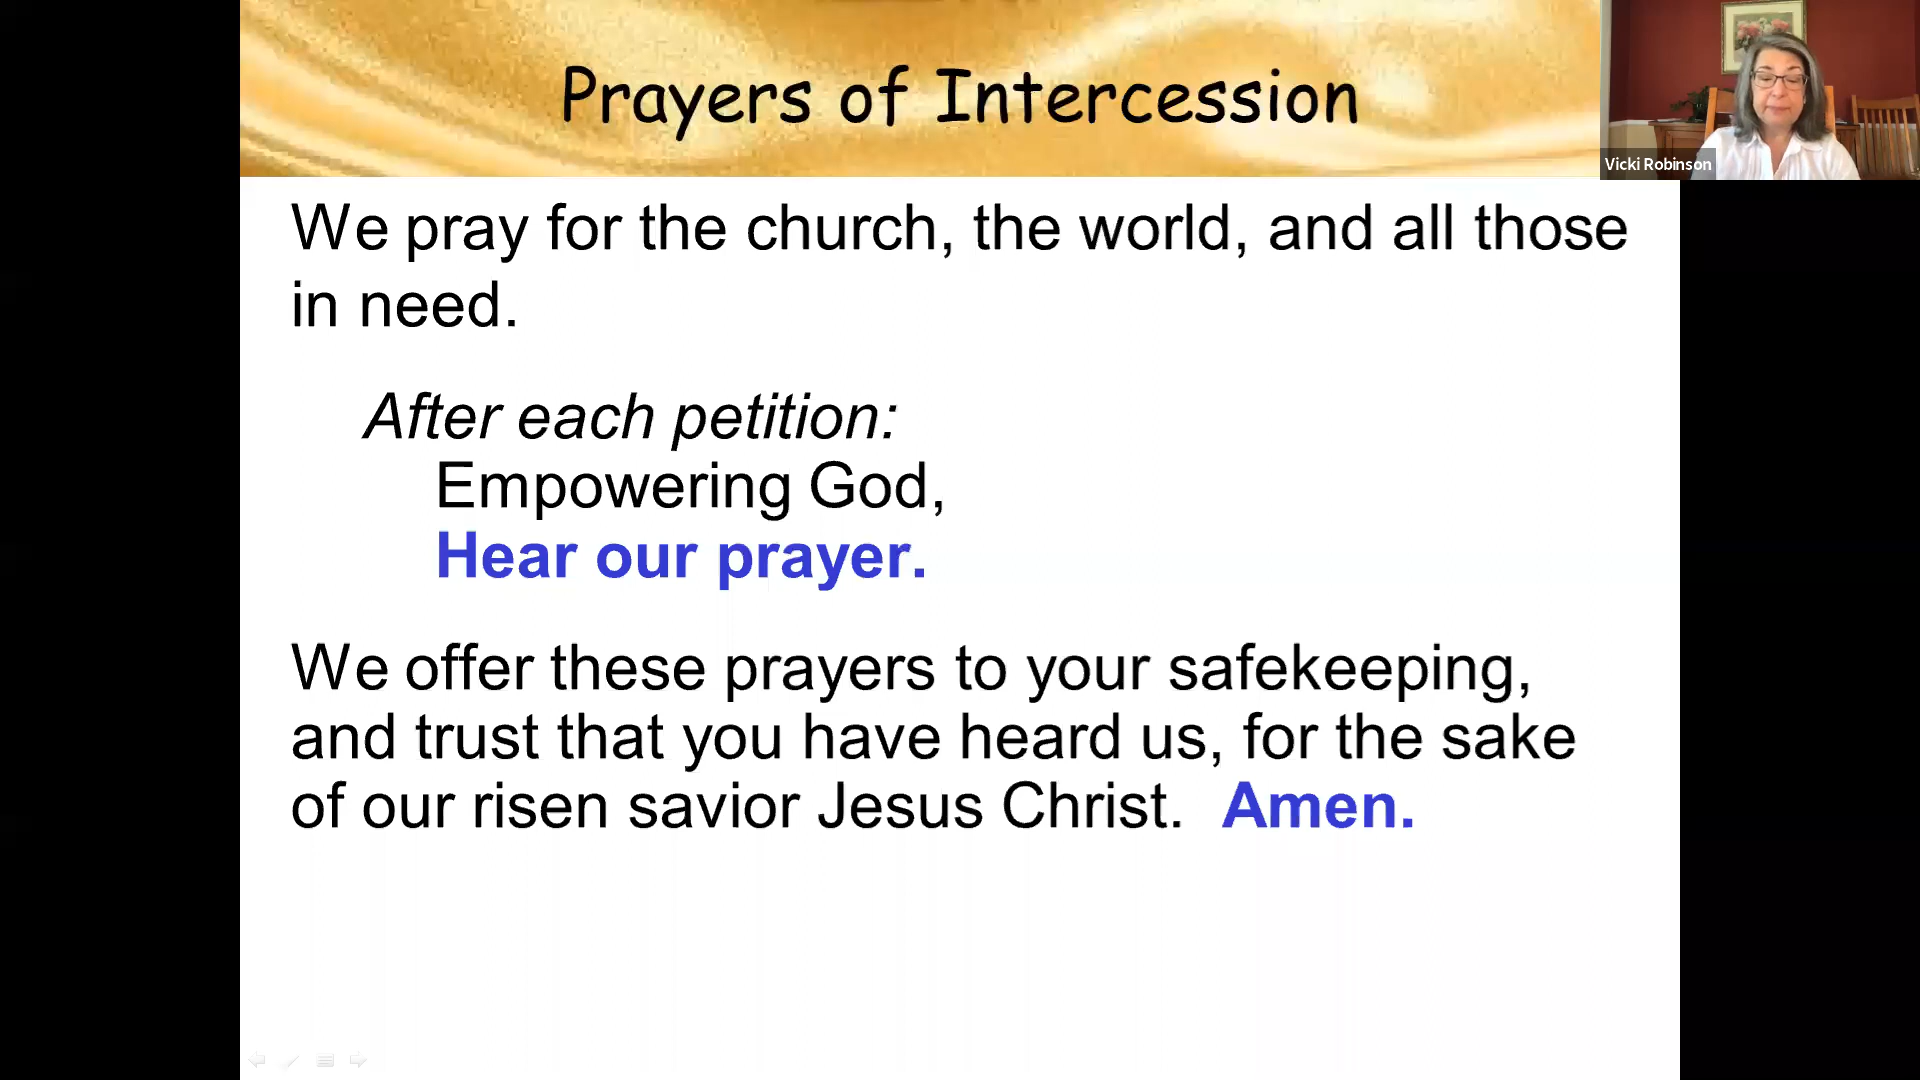 Prayers of Intercession
Vicki Robinson
We pray for the church, the world, and all those
in need.
After each petition:
Empowering God,
Hear our prayer.
We offer these prayers to your safekeeping,
and trust that you have heard us, for the sake
of our risen savior Jesus Christ.  Amen.